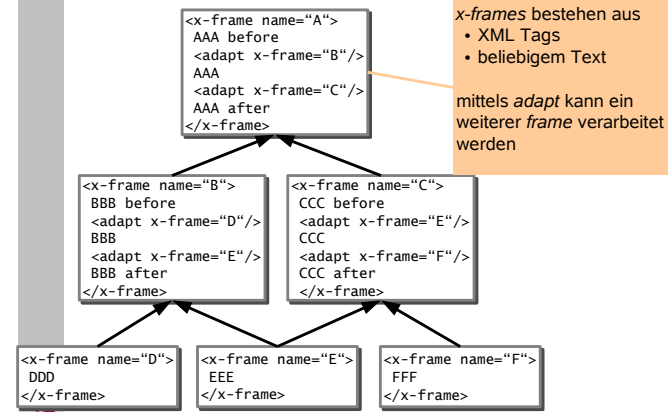 <x-frame name=“A“>
AAA before
<adapt x-frame=“B“/>
AAA
<adapt x-frame=“C“/>
AAA after
</x-frame>
x-frames bestehen aus
• XML Tags
• beliebigem Text
mittels adapt kann ein
weiterer frame verarbeitet
werden
<x-frame name=“B“>
BBB before
<adapt x-frame=“D“/>
BBB
<adapt x-frame=“E“/>
BBB after
</x-frame>
<x-frame name=“C“>
CCC before
<adapt x-frame=“E“/>
CCC
<adapt x-frame=“F“/>
CCC after
</x-frame>
<x-frame name=“D“>
DDD
</x-frame>
<x-frame name=“E“>
EEE
</x-frame>
<x-frame name=“F“>
FFF
</x-frame>